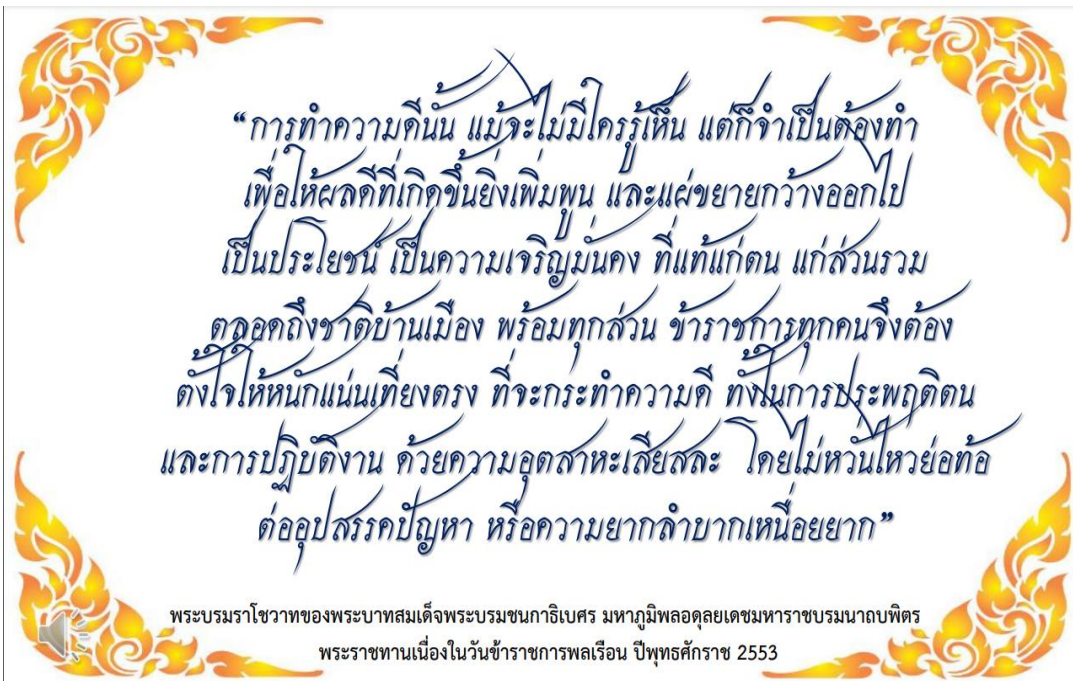 “การทำความดีนั้น แม้จะไม่มีใครรู้เห็น แต่ก็จำเป็นต้องทำ
เพื่อให้ผลดีที่เกิดขึ้นยิ่งเพิ่มพูน และแผ่ขยายกว้างออกไป
เป็นประโยชน์ เป็นความเจริญมั่นคง ที่แท้แก่ตน แก่ส่วนรวม
ตลอดถึงชาติบ้านเมือง พร้อมทุกส่วน ข้าราชการทุกคนจึงต้อง
ตั้งใจให้หนักแน่นเที่ยงตรง ที่จะกระทำความดี ทั้งในการประพฤติตน
และการปฏิบัติงาน ด้วยความอุตสาหะเสียสละ โดยไม่หวั่นไหวย่อท้อ
ต่ออุปสรรคปัญหา หรือความยากลำบากเหนื่อยยาก”
พระบรมราโชวาทของพระบาทสมเด็จพระบรมชนกาธิเบศร มหาภูมิพลอดุลยเดชมหาราชบรมนาถบพิตร
พระราชทานเนื่องในวันข้าราชการพลเรือน ปีพุทธศักราช 2553